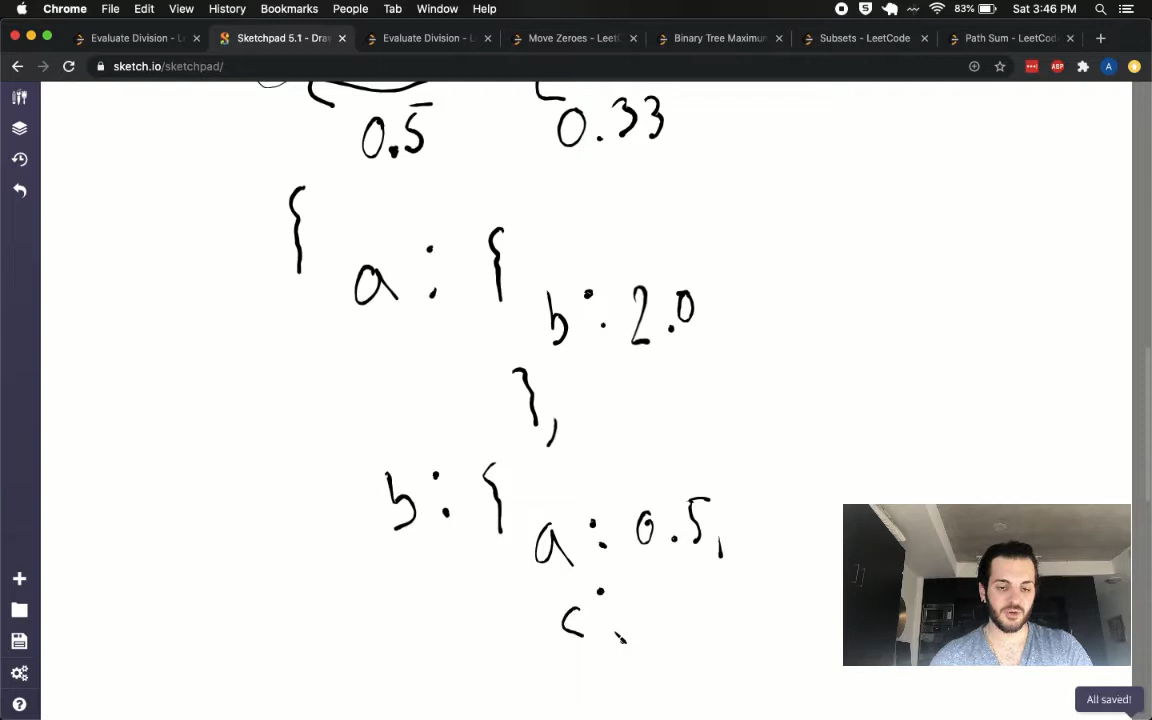 Chrome File Edit View History Bookmarks People Tab Window Help 83% Sat 3:46 PM
Evaluate Division - L
Sketchpad 5.1 - Draw
Evaluate Division - L
Move Zeroes - LeetC
Binary Tree Maximum
Subsets - LeetCode
Path Sum - LeetCod
sketch.io/sketchpad/
ABP
A
0.5 0.33
{
a : {
b : 2.0
},
b : {
a : 0.5,
c :
All saved!